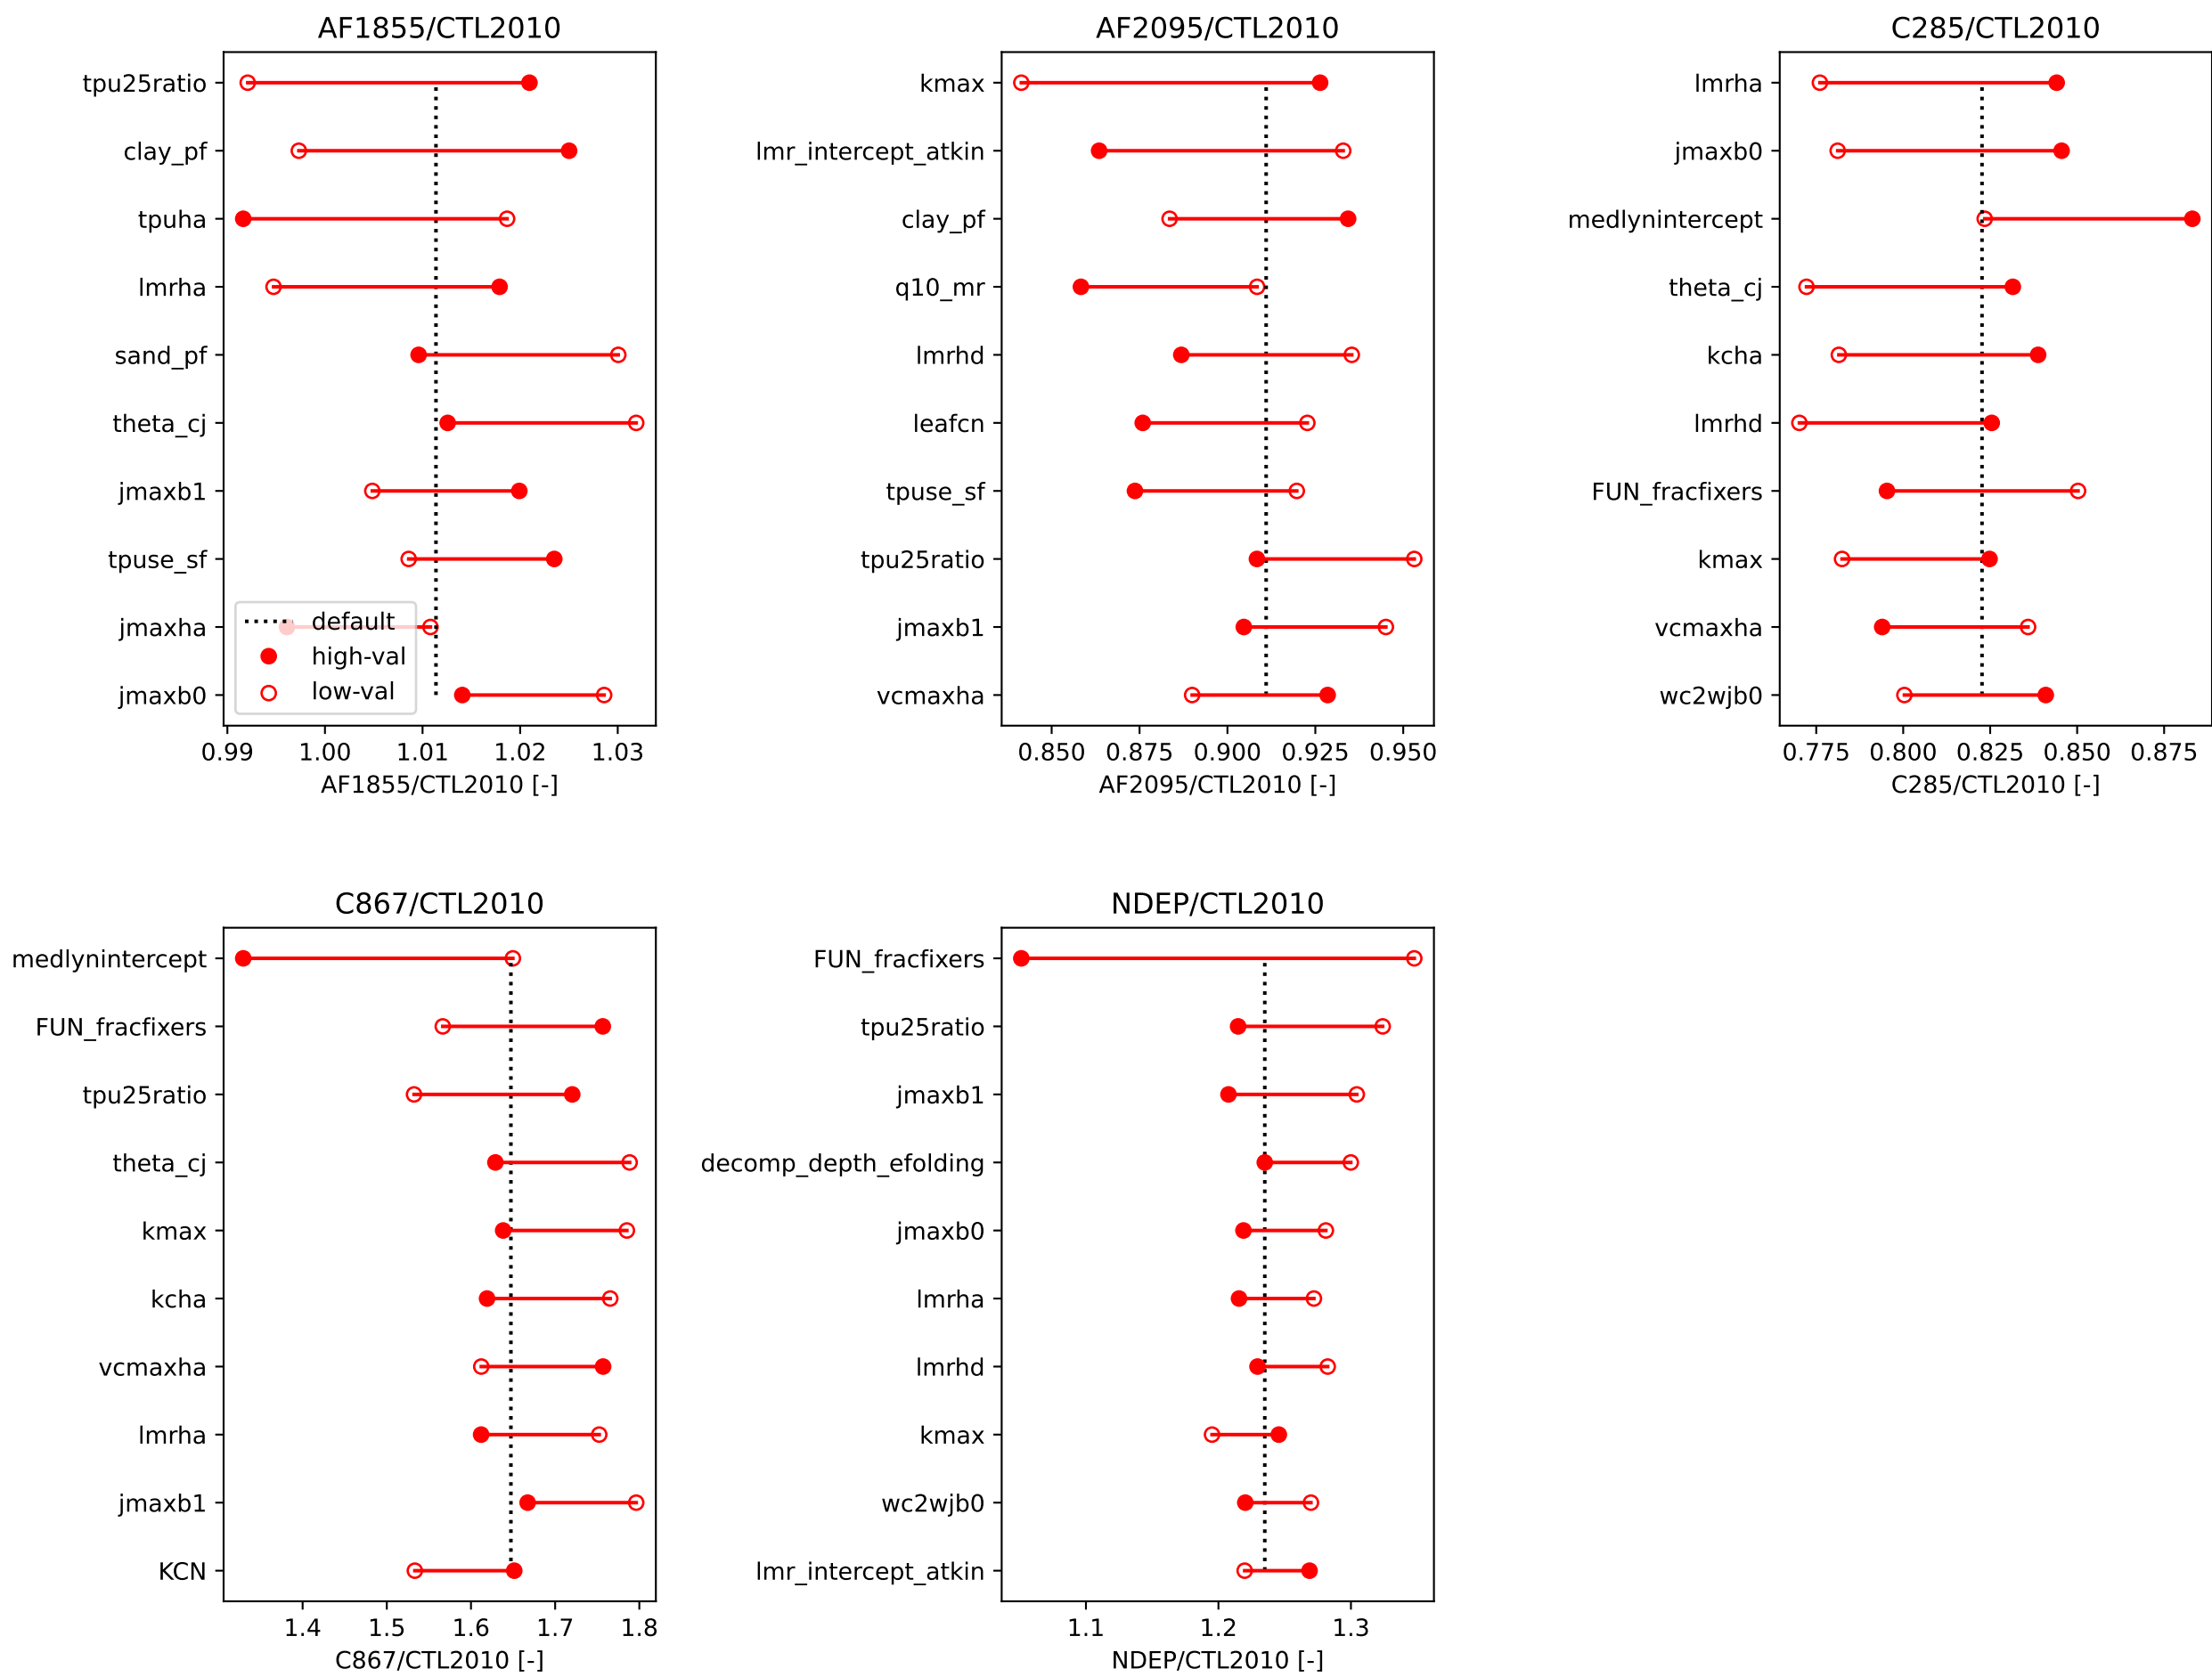 AF1855/CTL2010
tpu25ratio
clay_pf
tpuha
lmrha
sand_pf
theta_cj
jmaxb1
tpuse_sf
jmaxha
jmaxb0
default
high-val
low-val
0.99 1.00 1.01 1.02 1.03
AF1855/CTL2010 [-]
AF2095/CTL2010
kmax
lmr_intercept_atkin
clay_pf
q10_mr
lmrhd
leafcn
tpuse_sf
tpu25ratio
jmaxb1
vcmaxha
0.850 0.875 0.900 0.925 0.950
AF2095/CTL2010 [-]
C285/CTL2010
lmrha
jmaxb0
medlynintercept
theta_cj
kcha
lmrhd
FUN_fracfixers
kmax
vcmaxha
wc2wjb0
0.775 0.800 0.825 0.850 0.875
C285/CTL2010 [-]
C867/CTL2010
medlynintercept
FUN_fracfixers
tpu25ratio
theta_cj
kmax
kcha
vcmaxha
lmrha
jmaxb1
KCN
1.4 1.5 1.6 1.7 1.8
C867/CTL2010 [-]
NDEP/CTL2010
FUN_fracfixers
tpu25ratio
jmaxb1
decomp_depth_efolding
jmaxb0
lmrha
lmrhd
kmax
wc2wjb0
lmr_intercept_atkin
1.1 1.2 1.3
NDEP/CTL2010 [-]